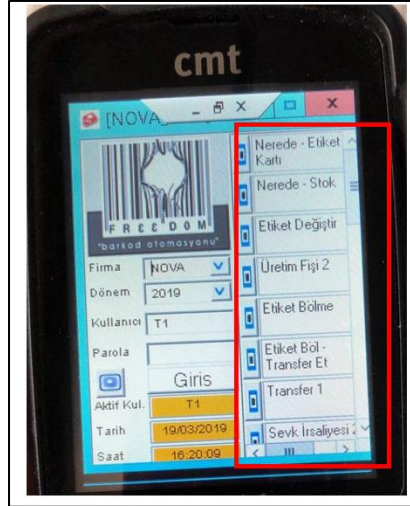 cmt
[NOVA
FREEDOM
"barkod otomasyonu"
Firma NOVA
Dönem 2019
Kullanıcı T1
Parola
Giris
Aktif Kul. T1
Tarih 19/03/2019
Saat 16:20:09
Nerede - Etiket
Kartı
Nerede - Stok
Etiket Değiştir
Üretim Fişi 2
Etiket Bölme
Etiket Böl -
Transfer Et
Transfer 1
Sevk İrsaliyesi 2